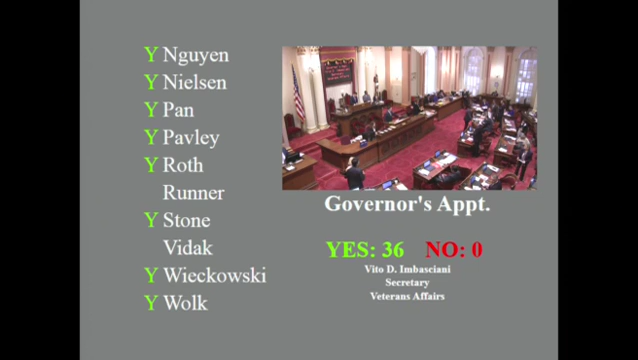 Y Nguyen
Y Nielsen
Y Pan
Y Pavley
Y Roth
Runner
Y Stone
Vidak
Y Wieckowski
Y Wolk
Governor's Appt.
YES: 36 NO: 0
Vito D. Imbasciani
Secretary
Veterans Affairs